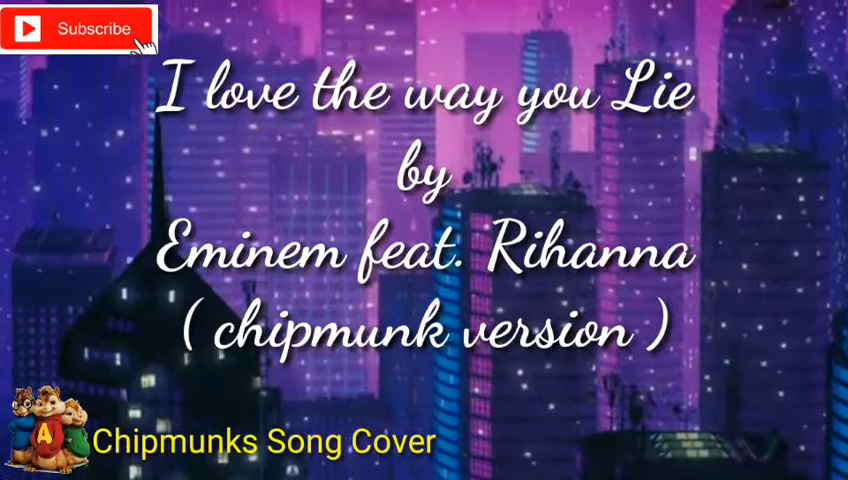 Subscribe
I love the way you Lie
by
Eminem feat. Rihanna
( chipmunk version )
A
Chipmunks Song Cover